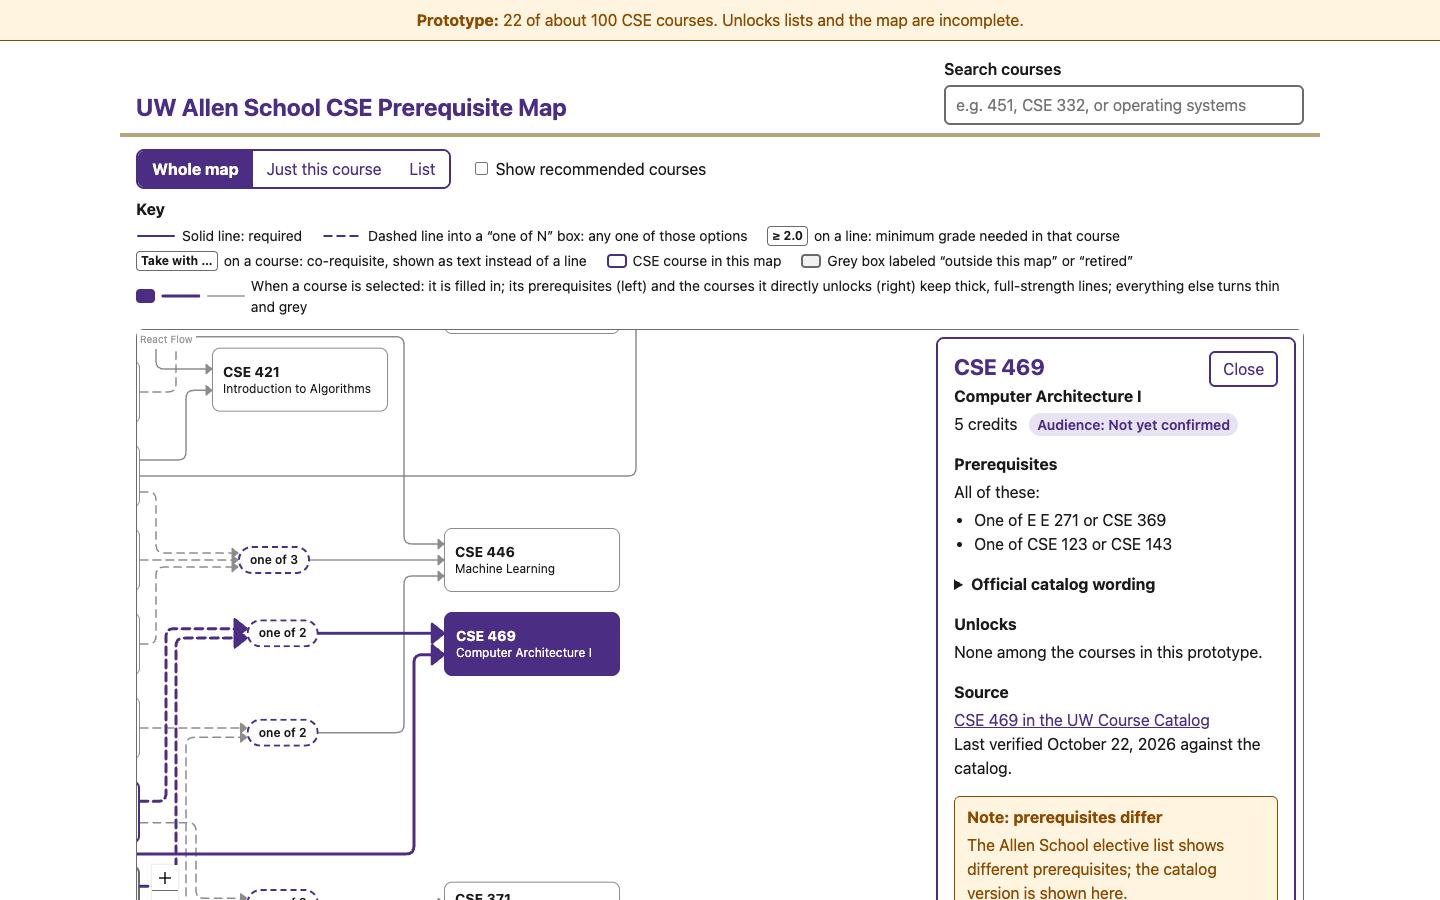 Prototype: 22 of about 100 CSE courses. Unlocks lists and the map are incomplete.
UW Allen School CSE Prerequisite Map
Search courses
e.g. 451, CSE 332, or operating systems
Whole map
Just this course
List
Show recommended courses
Key
Solid line: required
Dashed line into a “one of N” box: any one of those options
≥ 2.0
on a line: minimum grade needed in that course
Take with ...
on a course: co-requisite, shown as text instead of a line
CSE course in this map
Grey box labeled “outside this map” or “retired”
When a course is selected: it is filled in; its prerequisites (left) and the courses it directly unlocks (right) keep thick, full-strength lines; everything else turns thin
and grey
React Flow
CSE 421
Introduction to Algorithms
one of 3
CSE 446
Machine Learning
one of 2
CSE 469
Computer Architecture I
one of 2
CSE 371
+
CSE 469
Close
Computer Architecture I
5 credits
Audience: Not yet confirmed
Prerequisites
All of these:
• One of E E 271 or CSE 369
• One of CSE 123 or CSE 143
Official catalog wording
Unlocks
None among the courses in this prototype.
Source
CSE 469 in the UW Course Catalog
Last verified October 22, 2026 against the
catalog.
Note: prerequisites differ
The Allen School elective list shows
different prerequisites; the catalog
version is shown here.